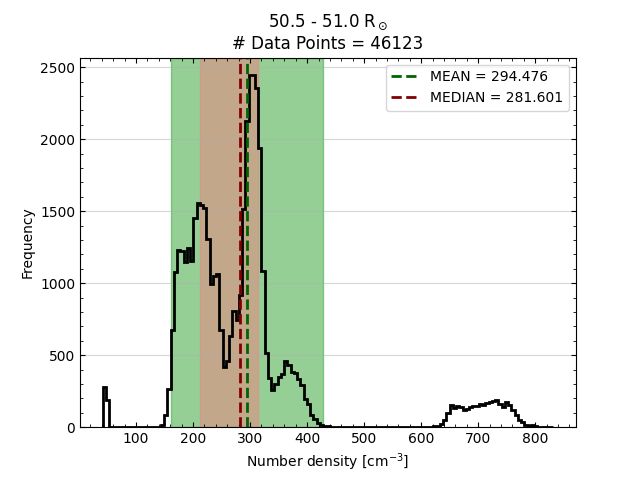 50.5 - 51.0 R⊙
# Data Points = 46123
MEAN = 294.476
MEDIAN = 281.601
Frequency
2500
2000
1500
1000
500
0
100 200 300 400 500 600 700 800
Number density [cm⁻³]